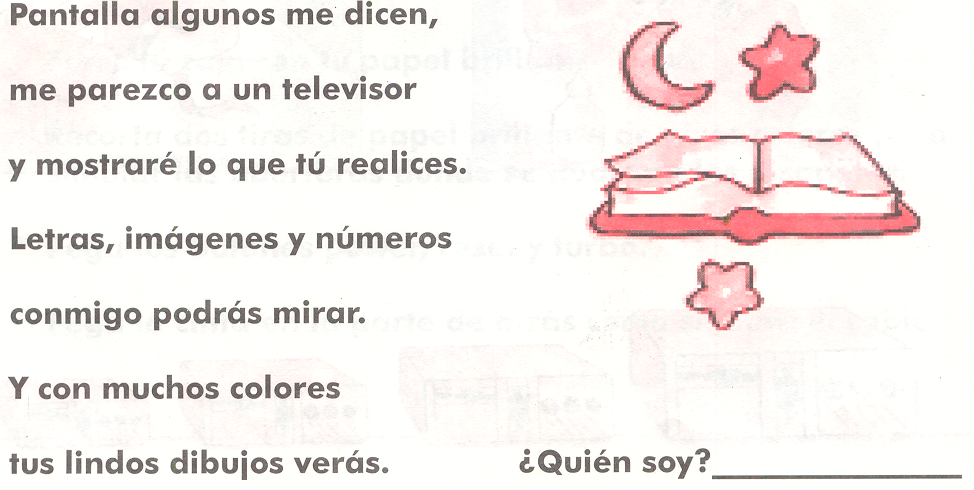 Pantalla algunos me dicen,
me parezco a un televisor
y mostraré lo que tú realices.
Letras, imágenes y números
conmigo podrás mirar.
Y con muchos colores
tus lindos dibujos verás.
¿Quién soy?